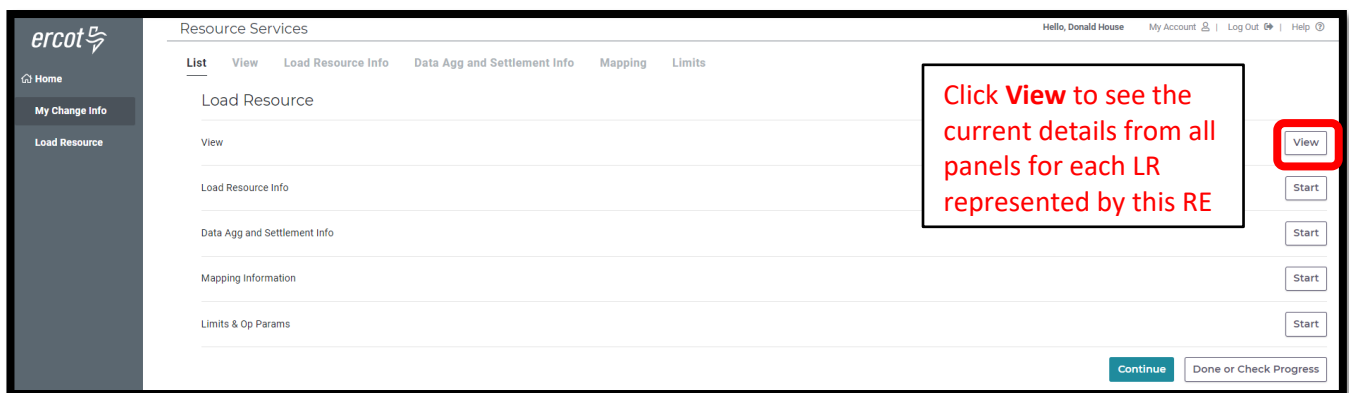 ercot
Resource Services
Hello, Donald House My Account | Log Out | Help
Home
My Change Info
Load Resource
List View Load Resource Info Data Agg and Settlement Info Mapping Limits
Load Resource
View View
Load Resource Info Start
Data Agg and Settlement Info Start
Mapping Information Start
Limits & Op Params Start
Continue Done or Check Progress
Click View to see the
current details from all
panels for each LR
represented by this RE